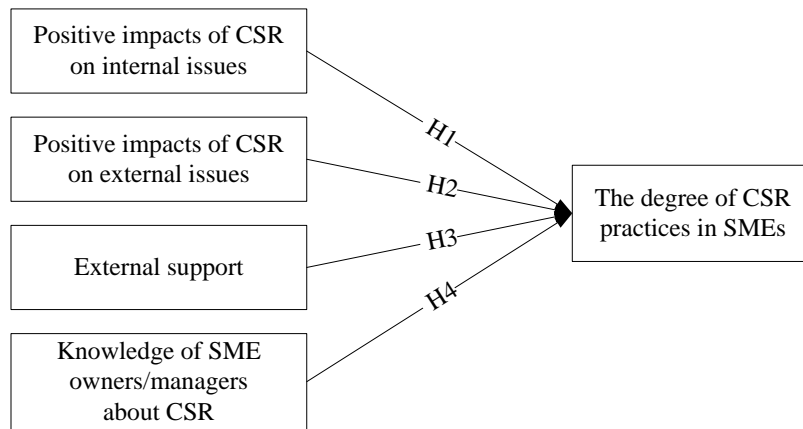 Positive impacts of CSR
on internal issues
H1
Positive impacts of CSR
on external issues
H2
The degree of CSR
practices in SMEs
External support
H3
H4
Knowledge of SME
owners/managers
about CSR